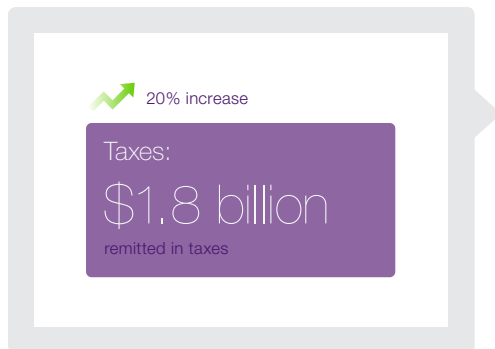 20% increase
Taxes:
$1.8 billion
remitted in taxes